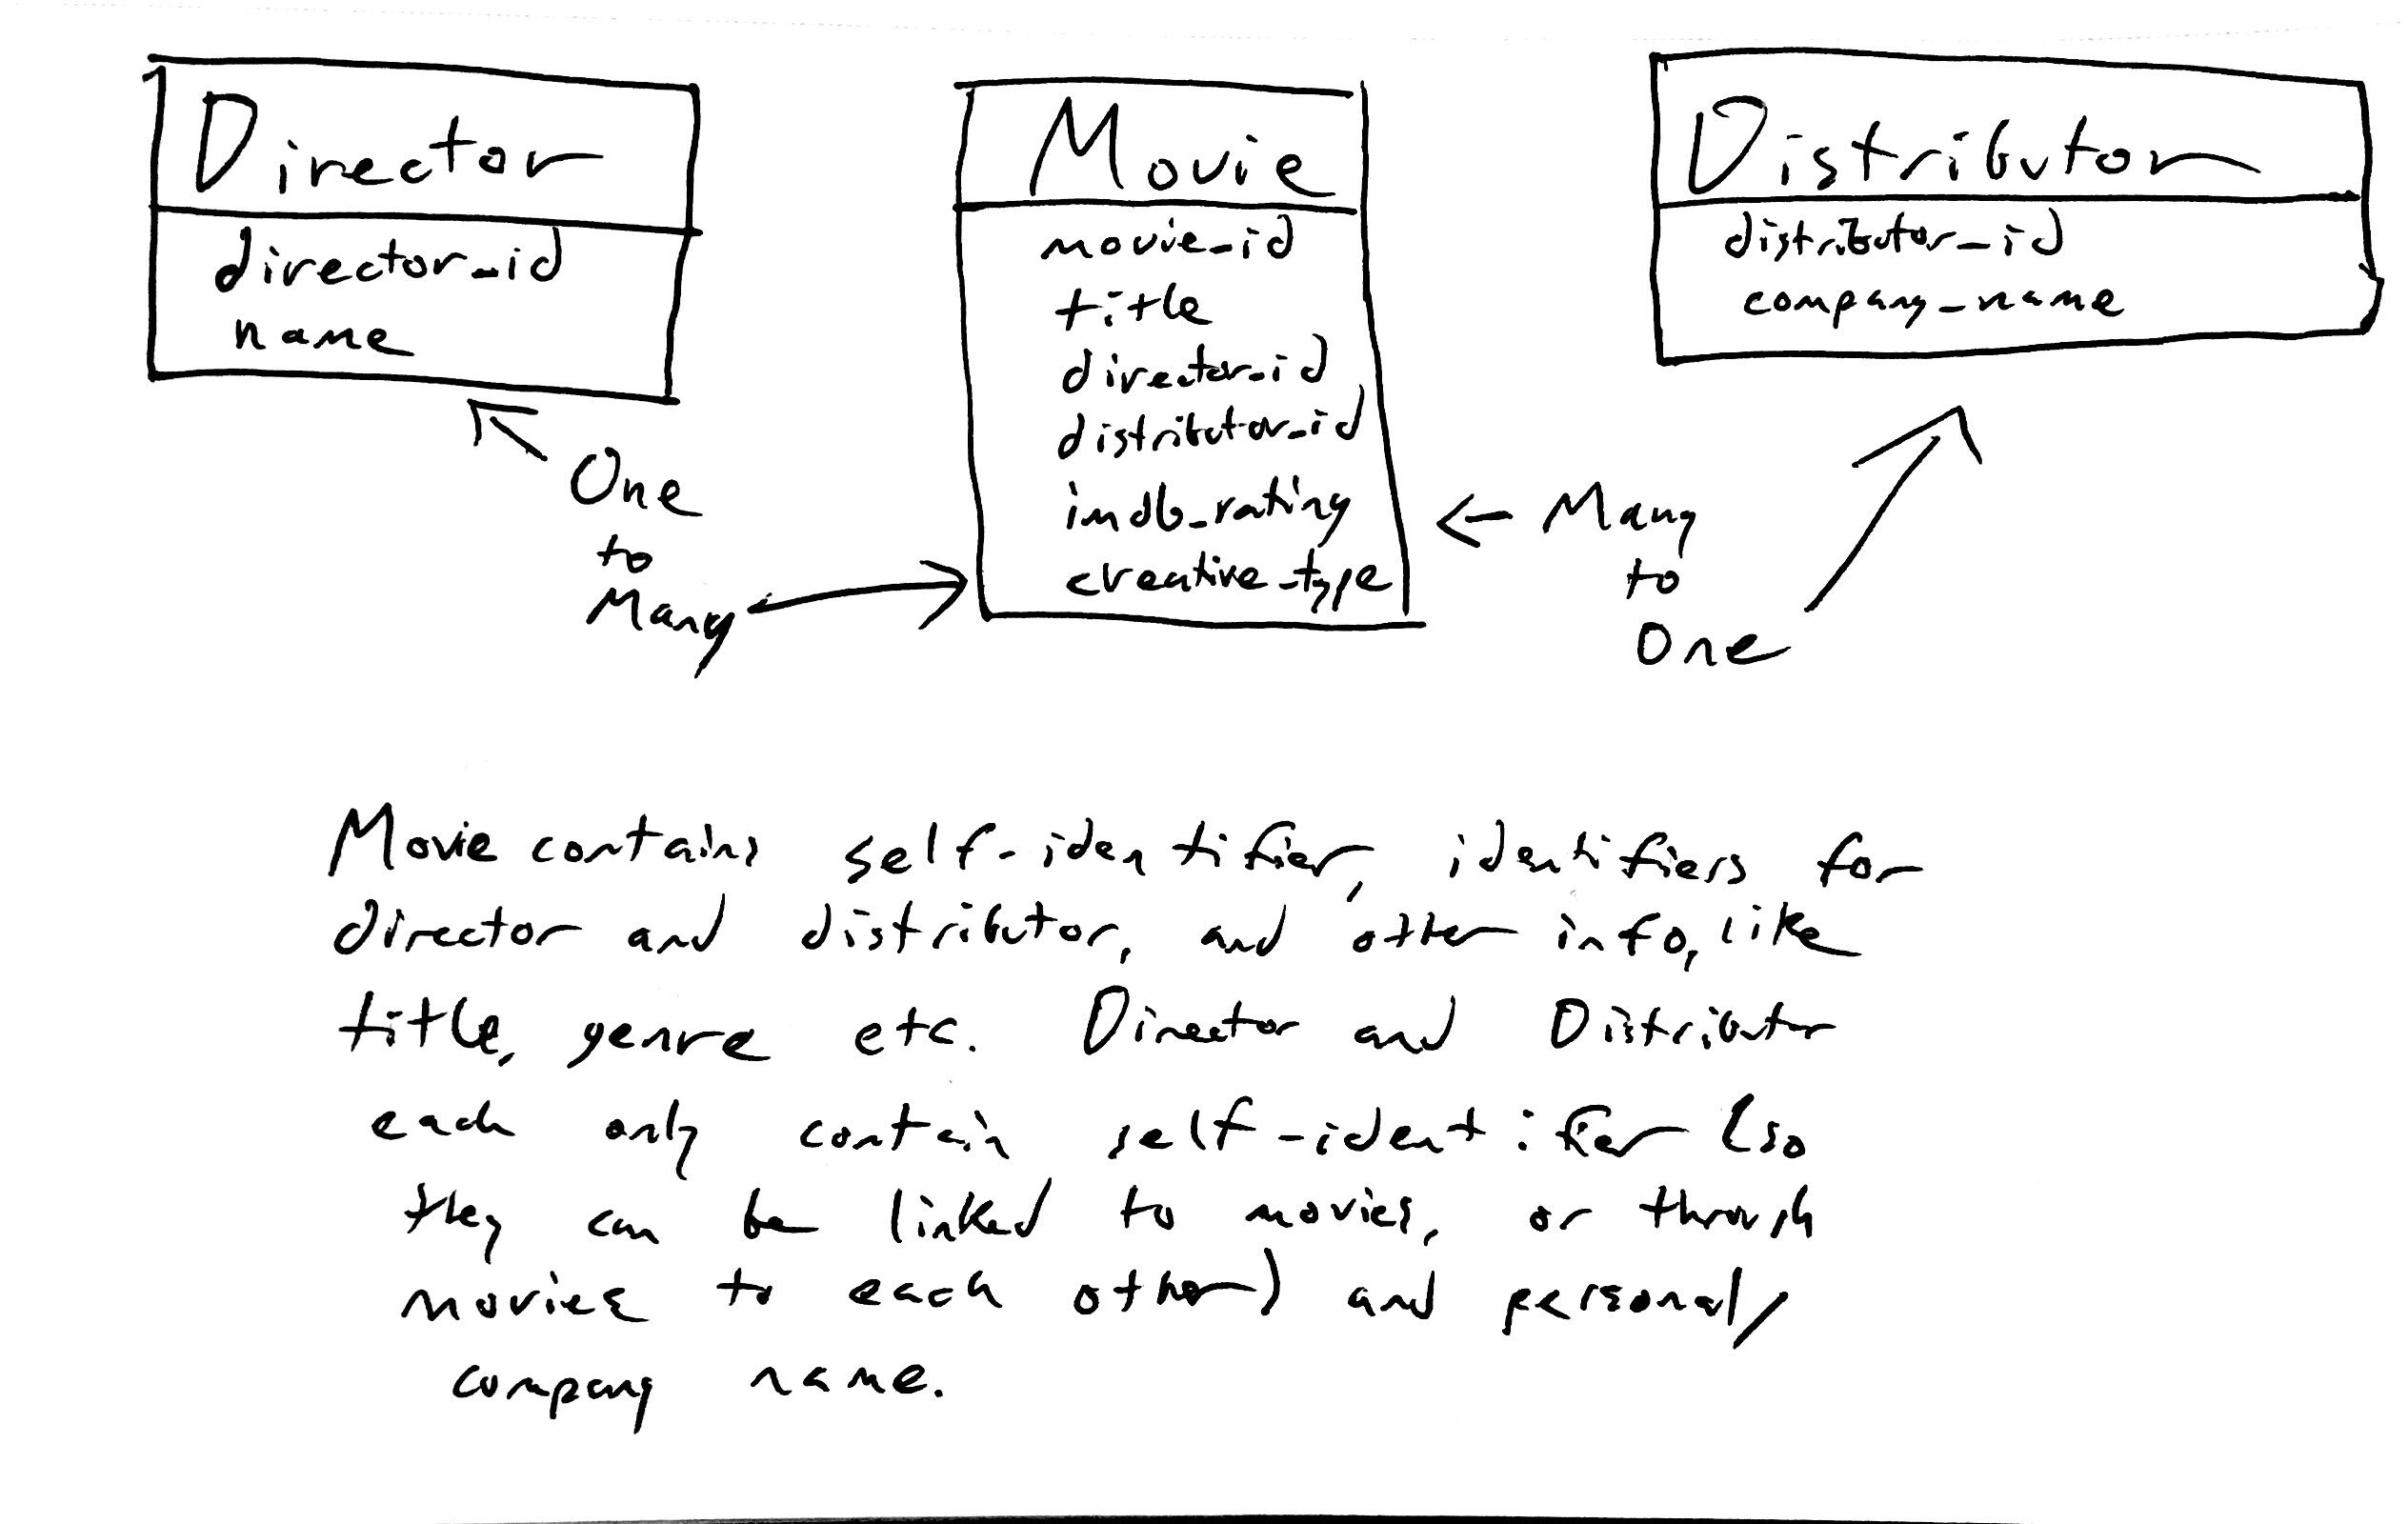 Director
director_id
name
Movie
movie_id
title
director_id
distributor_id
imdb_rating
creative_type
Distributor
distributor_id
company_name
One
to
Many
Many
to
One
Movie contains self-identifier, identifiers for
director and distributor, and other info, like
title, genre etc. Director and Distributor
each only contain self-identifier (so
they can be linked to movies, or through
movies to each other) and personal/
company name.